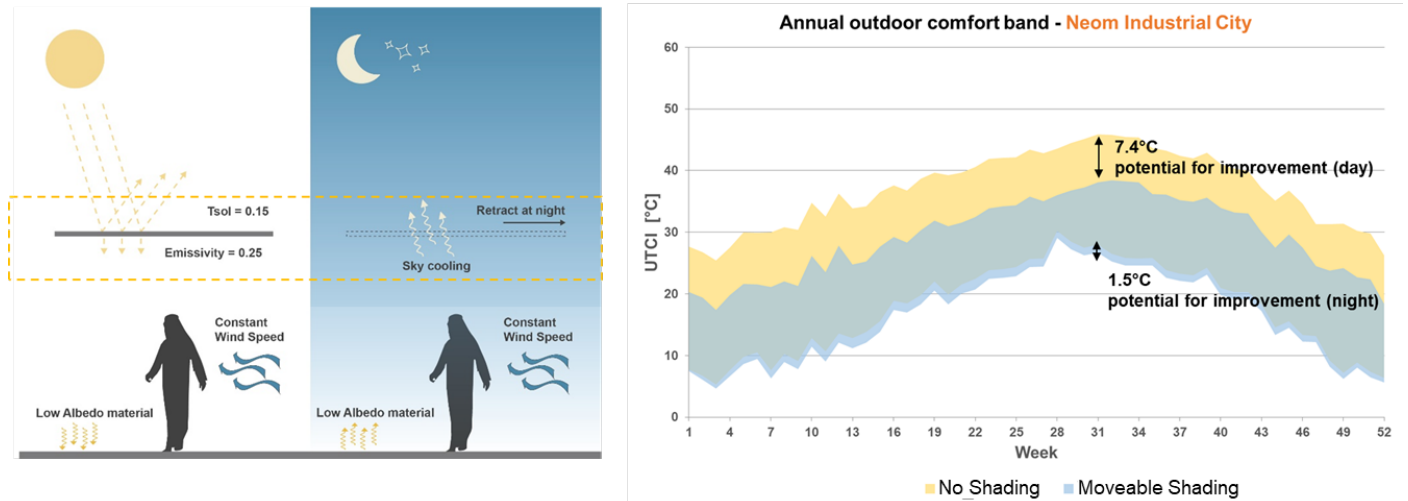 Tsol = 0.15
Emissivity = 0.25
Retract at night
Sky cooling
Constant
Wind Speed
Constant
Wind Speed
Low Albedo material
Low Albedo material
Annual outdoor comfort band - Neom Industrial City
60
50
40
30
20
10
0
UTCI [°C]
7.4°C
potential for improvement (day)
1.5°C
potential for improvement (night)
1 4 7 10 13 16 19 22 25 28 31 34 37 40 43 46 49 52
Week
No Shading Moveable Shading